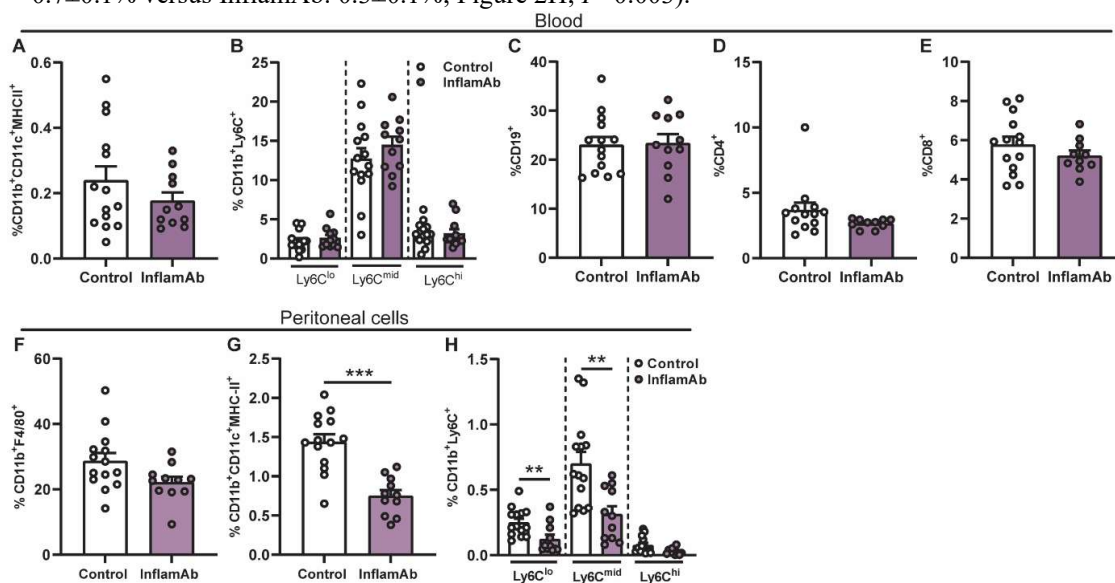 0.7±0.1% versus InflamAb: 0.3±0.1%, Figure 2H,
Blood
A
B
C
D
E
%CD11b+CD11c+MHCII+
0.6
0.4
0.2
0.0
Control InflamAb
% CD11b+Ly6C+
25
20
15
10
5
0
Control
InflamAb
Ly6Clo Ly6Cmid Ly6Chi
%CD19+
40
30
20
10
0
Control InflamAb
%CD4+
15
10
5
0
Control InflamAb
%CD8+
10
8
6
4
2
0
Control InflamAb
Peritoneal cells
F
G
H
% CD11b+F4/80+
60
40
20
0
Control InflamAb
% CD11b+CD11c+MHC-II+
2.5
2.0
1.5
1.0
0.5
0.0
***
Control InflamAb
% CD11b+Ly6C+
1.5
1.0
0.5
0.0
**
**
Control
InflamAb
Ly6Clo Ly6Cmid Ly6Chi